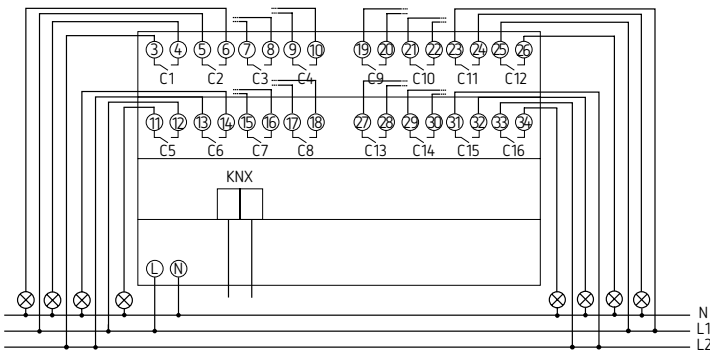 3 4 5 6 7 8 9 10 19 20 21 22 23 24 25 26
C1 C2 C3 C4 C9 C10 C11 C12
11 12 13 14 15 16 17 18 27 28 29 30 31 32 33 34
C5 C6 C7 C8 C13 C14 C15 C16
KNX
L N
N
L1
L2